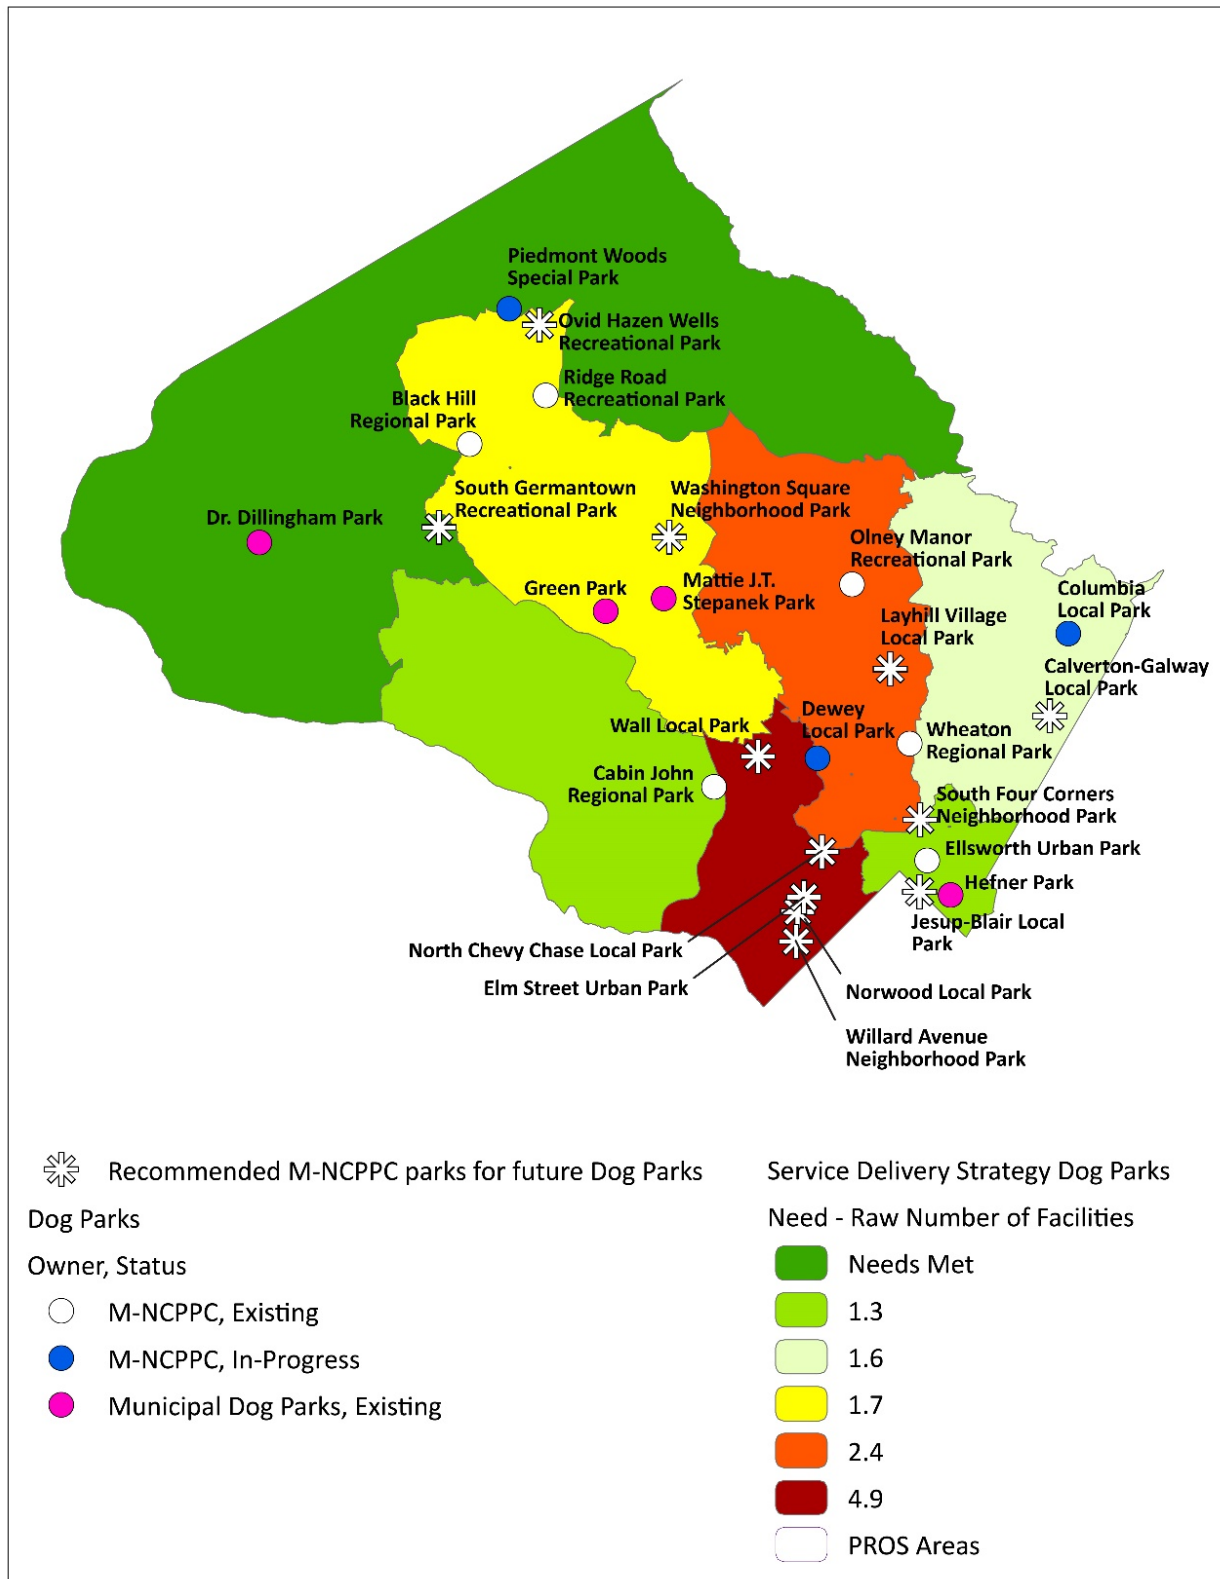 Piedmont Woods
Special Park
Ovid Hazen Wells
Recreational Park
Ridge Road
Recreational Park
Black Hill
Regional Park
South Germantown
Recreational Park
Washington Square
Neighborhood Park
Dr. Dillingham Park
Olney Manor
Recreational Park
Green Park
Mattie J.T.
Stepanek Park
Columbia
Local Park
Layhill Village
Local Park
Calverton-Galway
Local Park
Wall Local Park
Dewey
Local Park
Wheaton
Regional Park
Cabin John
Regional Park
South Four Corners
Neighborhood Park
Ellsworth Urban Park
Hefner Park
Jesup-Blair Local
Park
North Chevy Chase Local Park
Elm Street Urban Park
Norwood Local Park
Willard Avenue
Neighborhood Park
Recommended M-NCPPC parks for future Dog Parks
Dog Parks
Owner, Status
M-NCPPC, Existing
M-NCPPC, In-Progress
Municipal Dog Parks, Existing
Service Delivery Strategy Dog Parks
Need - Raw Number of Facilities
Needs Met
1.3
1.6
1.7
2.4
4.9
PROS Areas